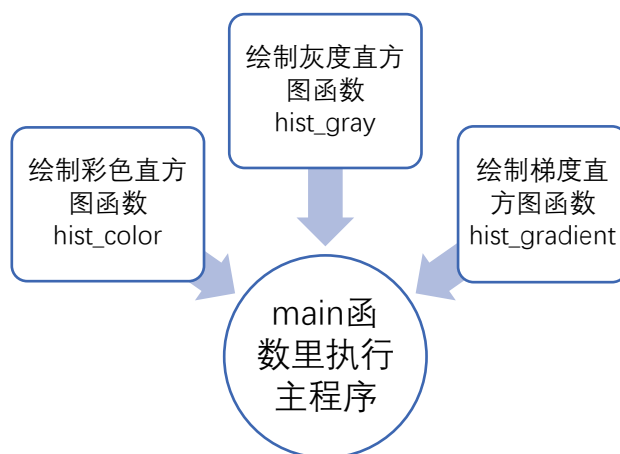 绘制灰度直方
图函数
hist_gray
绘制彩色直方
图函数
hist_color
绘制梯度直
方图函数
hist_gradient
main函
数里执行
主程序